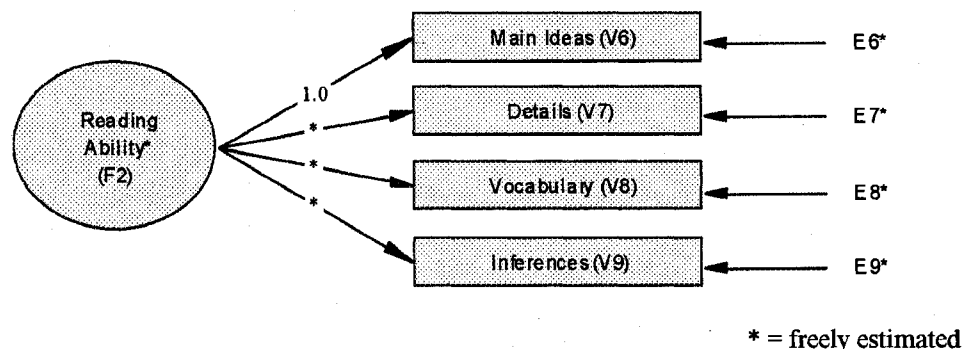 Main Ideas (V6)
E6*
1.0
Reading
Ability*
(F2)
*
Details (V7)
E7*
*
Vocabulary (V8)
E8*
*
Inferences (V9)
E9*
* = freely estimated